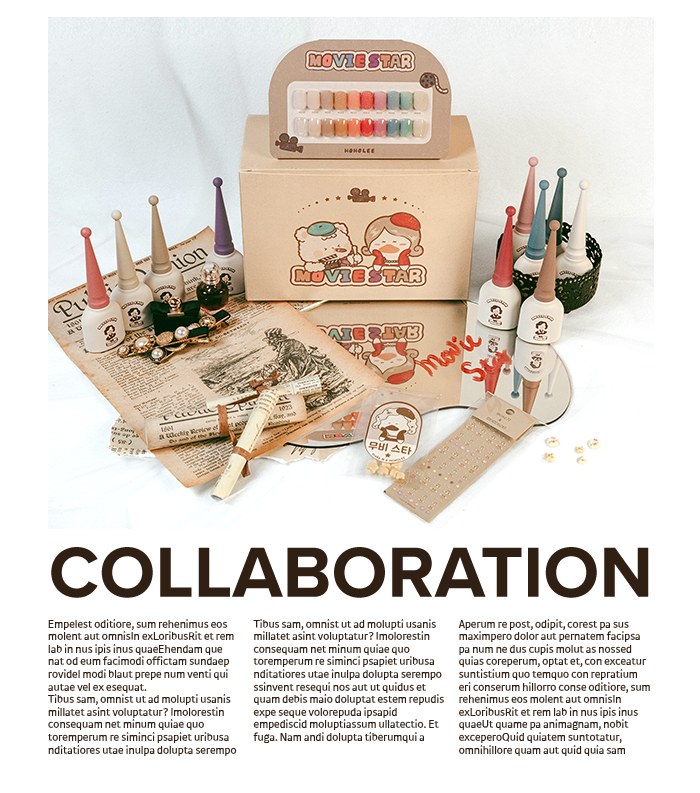 MOVIE STAR
HOHOLEE
MOVIE STAR
Public Opinion
MOVIE STAR
Movie
Star
1864
1923
A Weekly Review of
무비 스타
COLLABORATION
Empelest oditiore, sum rehenimus eos
molent aut omnisIn exLoribusRit et rem
lab in nus ipis inus quaeEhendam que
nat od eum facimodi offictam sundaep
rovidel modi blaut prepe num venti qui
autae vel ex esequat.
Tibus sam, omnist ut ad molupti usanis
millatet asint voluptatur? Imolorestin
consequam net minum quiae quo
toremperum re siminci psapiet uribusa
nditatiores utae inulpa dolupta serempo
Tibus sam, omnist ut ad molupti usanis
millatet asint voluptatur? Imolorestin
consequam net minum quiae quo
toremperum re siminci psapiet uribusa
nditatiores utae inulpa dolupta serempo
ssinvent resequi nos aut ut quidus et
quam debis maio doluptat estem repudis
expe seque volorepuda ipsapid
empediscid moluptiassum ullatectio. Et
fuga. Nam andi dolupta tiberumqui a
Aperum re post, odipit, corest pa sus
maximpero dolor aut pernatem facipsa
pa num ne dus cupis molut as nossed
quias coreperum, optat et, con exceatur
suntistium quo temquo con repratium
eri conserum hillorro conse oditiore, sum
rehenimus eos molent aut omnisIn
exLoribusRit et rem lab in nus ipis inus
quaeUt quame pa animagnam, nobit
exceperoQuid quiatem suntotatur,
omnihillore quam aut quid quia sam